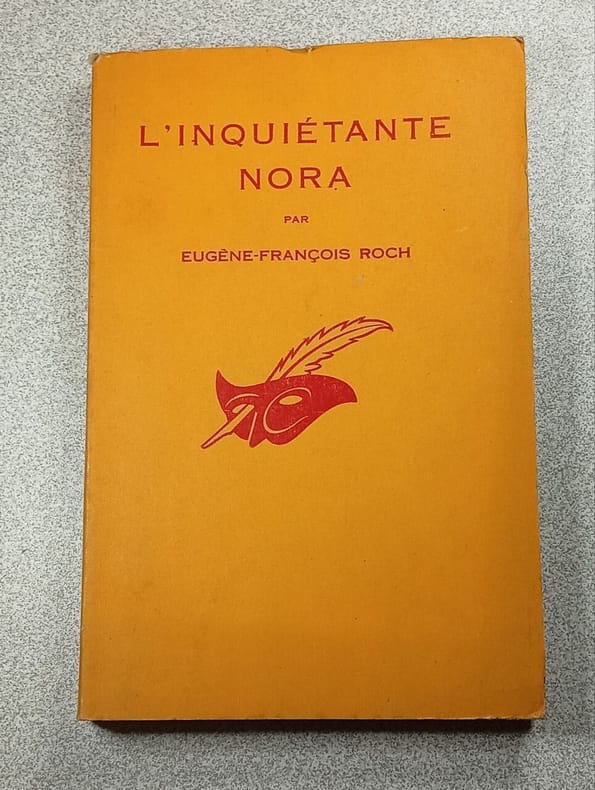 L'INQUIÉTANTE
NORA
PAR
EUGÈNE-FRANÇOIS ROCH